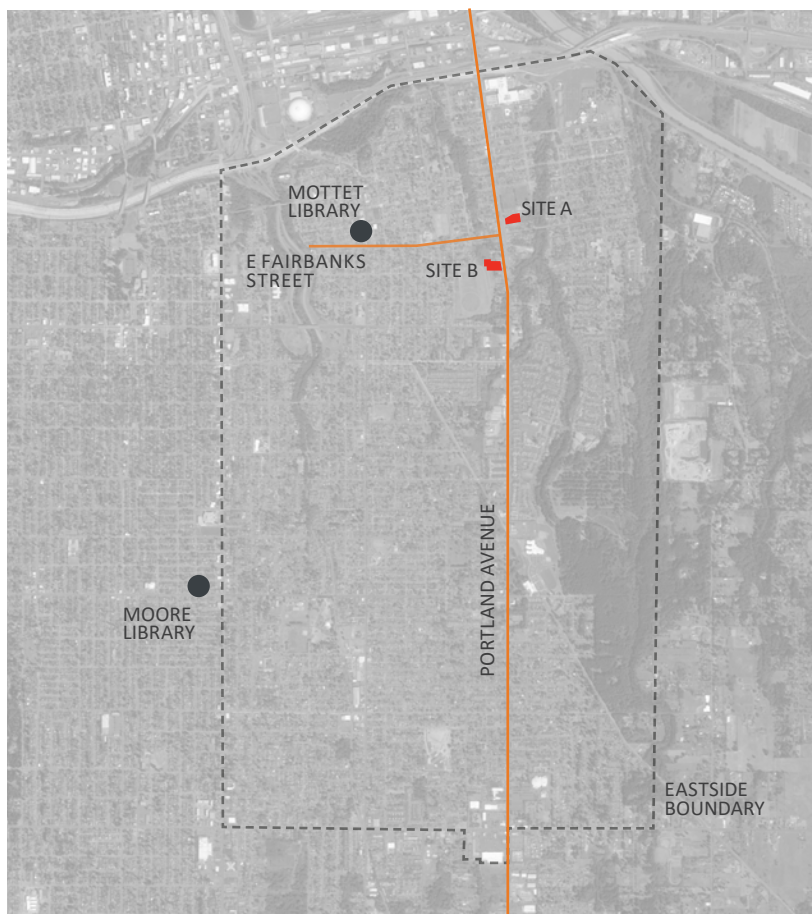 MOTTET
LIBRARY
SITE A
E FAIRBANKS
STREET
SITE B
PORTLAND AVENUE
MOORE
LIBRARY
EASTSIDE
BOUNDARY